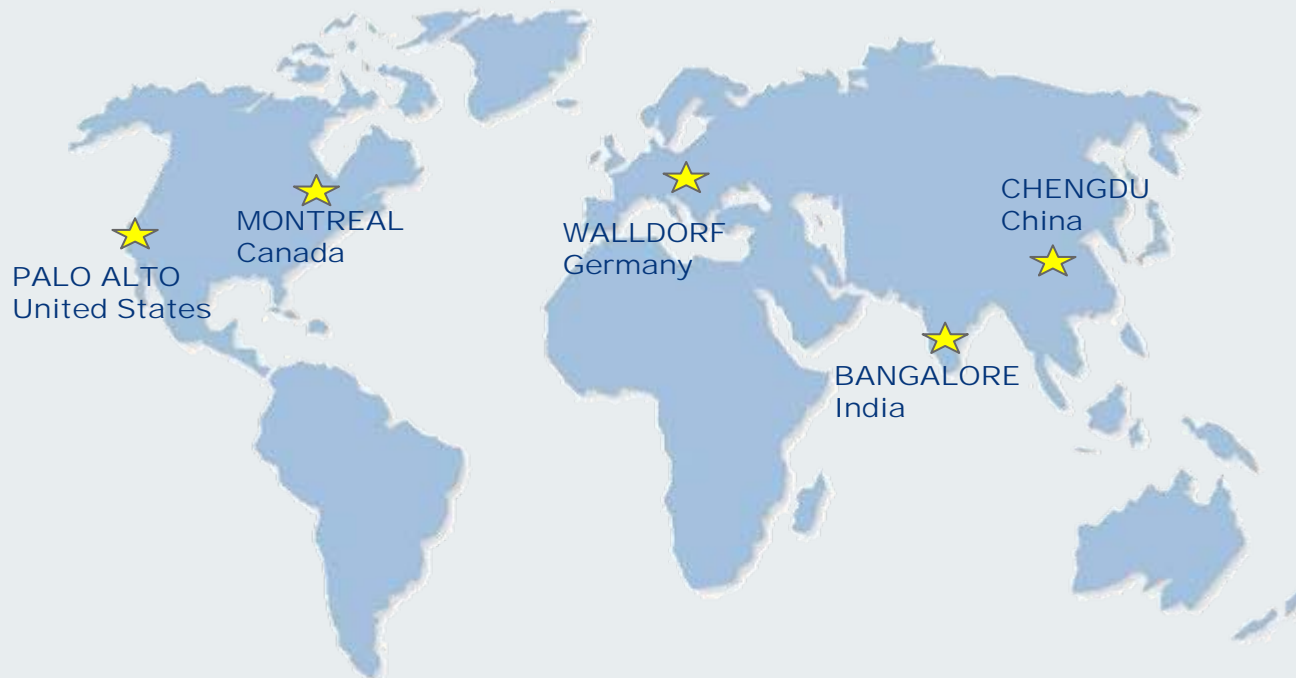 MONTREAL
Canada
PALO ALTO
United States
WALLDORF
Germany
CHENGDU
China
BANGALORE
India